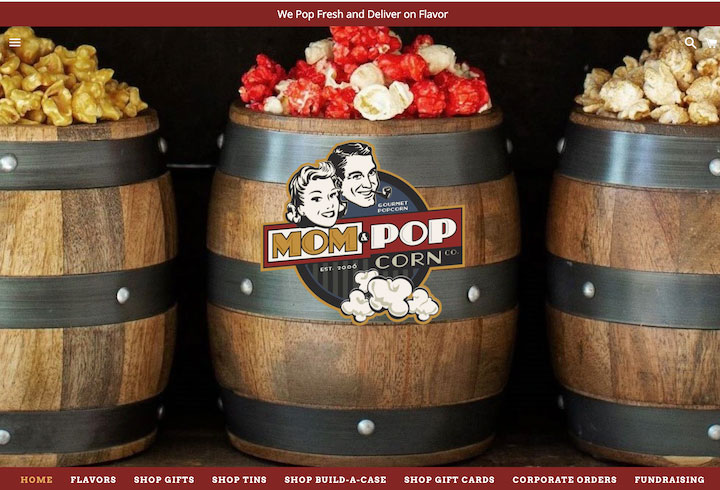 We Pop Fresh and Deliver on Flavor
GOURMET
POPCORN
MOM & POP
EST. 2006
CORN CO.
HOME FLAVORS SHOP GIFTS SHOP TINS SHOP BUILD-A-CASE SHOP GIFT CARDS CORPORATE ORDERS FUNDRAISING